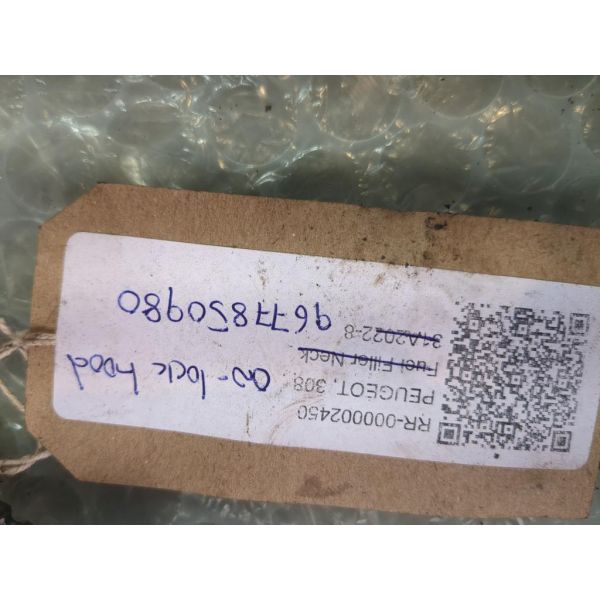 RR-000002450
PEUGEOT, 308
Fuel Filler Neck
31A2022-8
lock hood
9677850980